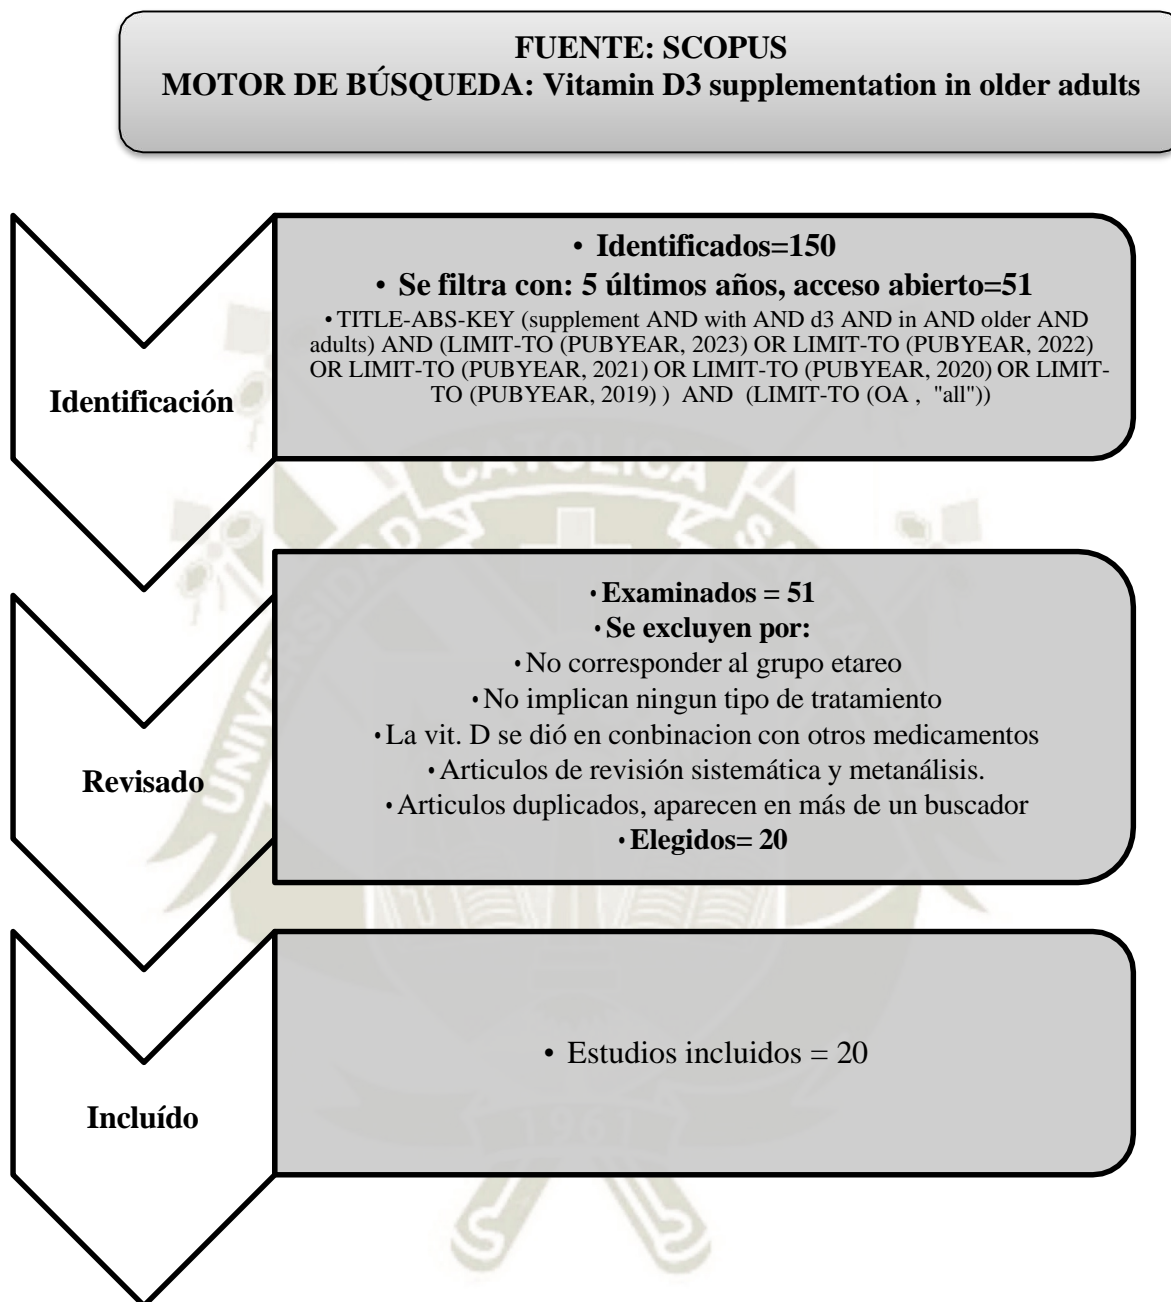 FUENTE: SCOPUS
MOTOR DE BÚSQUEDA: Vitamin D3 supplementation in older adults
Identificación
• Identificados=150
• Se filtra con: 5 últimos años, acceso abierto=51
• TITLE-ABS-KEY (supplement AND with AND d3 AND in AND older AND
adults) AND (LIMIT-TO (PUBYEAR, 2023) OR LIMIT-TO (PUBYEAR, 2022)
OR LIMIT-TO (PUBYEAR, 2021) OR LIMIT-TO (PUBYEAR, 2020) OR LIMIT-
TO (PUBYEAR, 2019) ) AND (LIMIT-TO (OA , "all"))
Revisado
• Examinados = 51
• Se excluyen por:
• No corresponder al grupo etareo
• No implican ningun tipo de tratamiento
• La vit. D se dió en conbinacion con otros medicamentos
• Articulos de revisión sistemática y metanálisis.
• Articulos duplicados, aparecen en más de un buscador
• Elegidos= 20
Incluído
• Estudios incluidos = 20
UNIVERSIDAD CATOLICA SANTA
1961